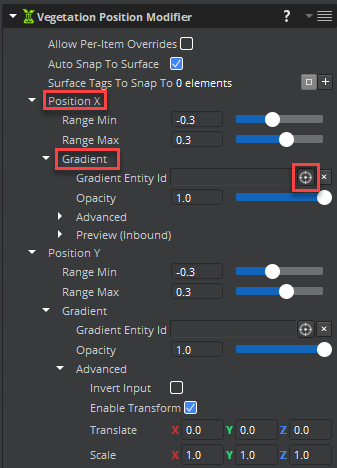 Vegetation Position Modifier ?
Allow Per-Item Overrides
Auto Snap To Surface
Surface Tags To Snap To 0 elements
Position X
Range Min -0.3
Range Max 0.3
Gradient
Gradient Entity Id
Opacity 1.0
Advanced
Preview (Inbound)
Position Y
Range Min -0.3
Range Max 0.3
Gradient
Gradient Entity Id
Opacity 1.0
Advanced
Invert Input
Enable Transform
Translate X 0.0 Y 0.0 Z 0.0
Scale X 1.0 Y 1.0 Z 1.0